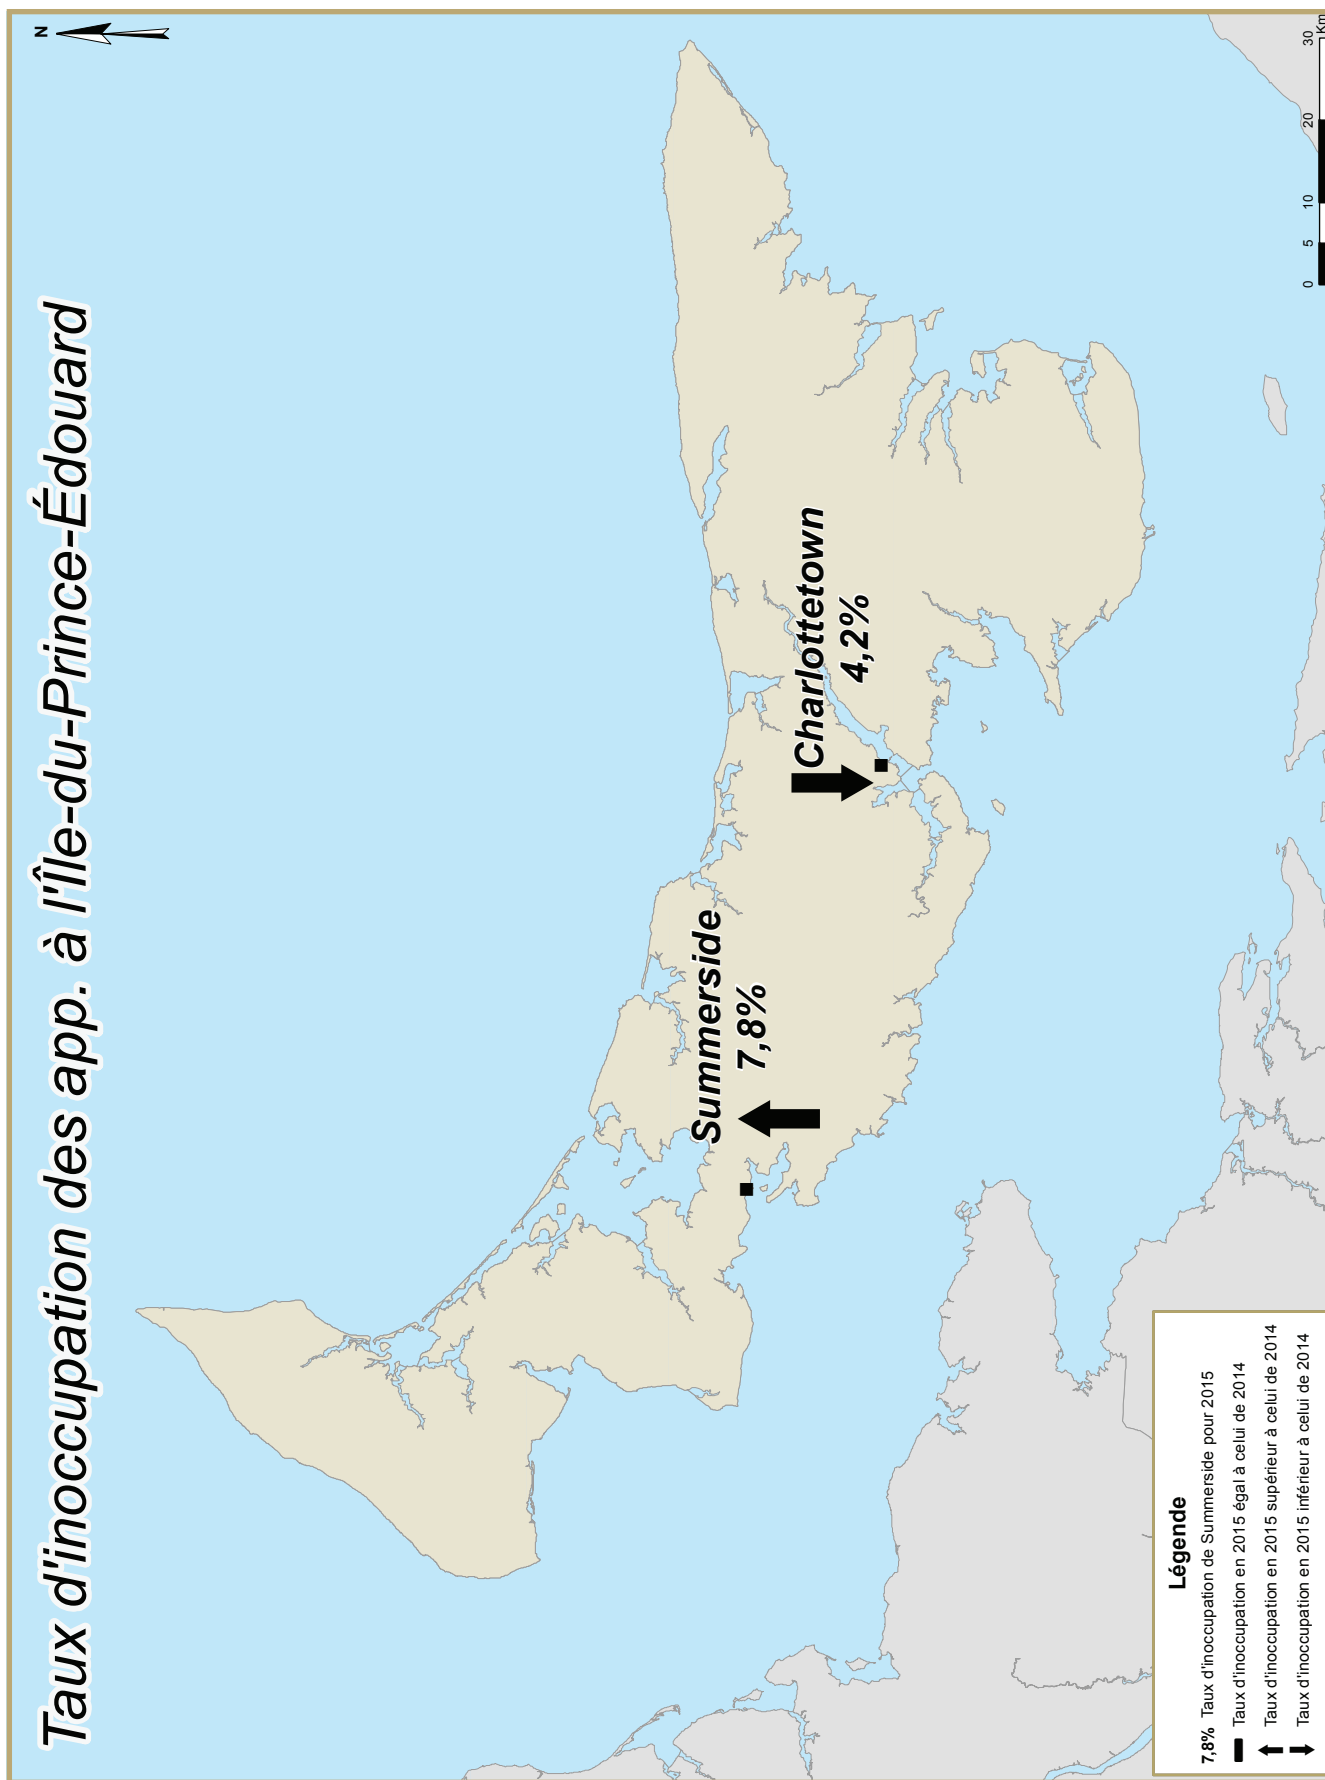 Taux d'inoccupation des app. à l'Île-du-Prince-Édouard
N
Summerside
7,8%
Charlottetown
4,2%
Légende
7,8% Taux d'inoccupation de Summerside pour 2015
Taux d'inoccupation en 2015 égal à celui de 2014
Taux d'inoccupation en 2015 supérieur à celui de 2014
Taux d'inoccupation en 2015 inférieur à celui de 2014
0 5 10 20 30
Km